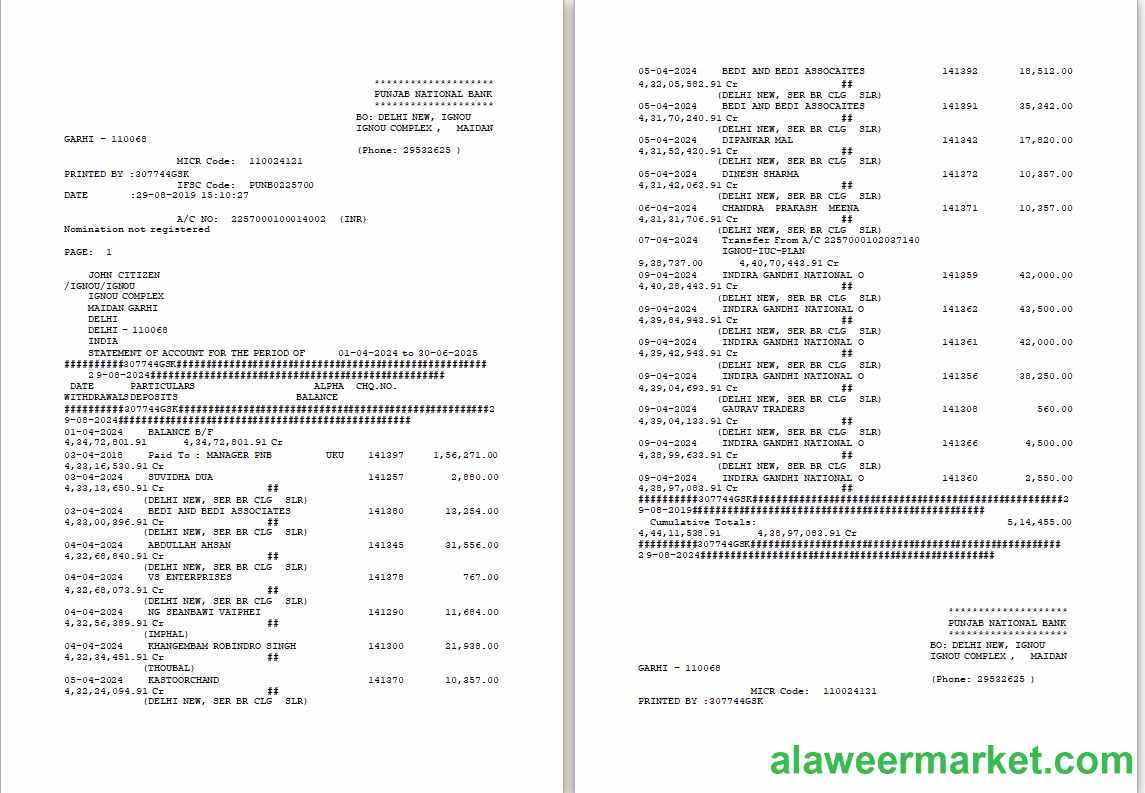 ********************
PUNJAB NATIONAL BANK
********************
BO: DELHI NEW, IGNOU
IGNOU COMPLEX , MAIDAN
GARHI - 110068
(Phone: 29532625 )
MICR Code: 110024121
PRINTED BY :307744GSK
IFSC Code: PUNB0225700
DATE :29-08-2019 15:10:27
A/C NO: 2257000100014002 (INR)
Nomination not registered
PAGE: 1
JOHN CITIZEN
/IGNOU/IGNOU
IGNOU COMPLEX
MAIDAN GARHI
DELHI
DELHI - 110068
INDIA
STATEMENT OF ACCOUNT FOR THE PERIOD OF 01-04-2024 to 30-06-2025
##########307744GSK####################################################
29-08-2024#################################################
DATE PARTICULARS ALPHA CHQ.NO.
WITHDRAWALSDEPOSITS BALANCE
##########307744GSK####################################################2
9-08-2024#################################################
01-04-2024 BALANCE B/F
4,34,72,801.91 4,34,72,801.91 Cr
03-04-2018 Paid To : MANAGER PNB UKU 141397 1,56,271.00
4,33,16,530.91 Cr
03-04-2024 SUVIDHA DUA 141257 2,880.00
4,33,13,650.91 Cr ##
(DELHI NEW, SER BR CLG SLR)
03-04-2024 BEDI AND BEDI ASSOCIATES 141380 13,254.00
4,33,00,396.91 Cr ##
(DELHI NEW, SER BR CLG SLR)
04-04-2024 ABDULLAH AHSAN 141345 31,556.00
4,32,68,840.91 Cr ##
(DELHI NEW, SER BR CLG SLR)
04-04-2024 VS ENTERPRISES 141378 767.00
4,32,68,073.91 Cr ##
(DELHI NEW, SER BR CLG SLR)
04-04-2024 NG SEANBAWI VAIPHEI 141290 11,684.00
4,32,56,389.91 Cr ##
(IMPHAL)
04-04-2024 KHANGEMBAM ROBINDRO SINGH 141300 21,938.00
4,32,34,451.91 Cr ##
(THOUBAL)
05-04-2024 KASTOORCHAND 141370 10,357.00
4,32,24,094.91 Cr ##
(DELHI NEW, SER BR CLG SLR)
05-04-2024 BEDI AND BEDI ASSOCAITES 141392 18,512.00
4,32,05,582.91 Cr ##
(DELHI NEW, SER BR CLG SLR)
05-04-2024 BEDI AND BEDI ASSOCAITES 141391 35,342.00
4,31,70,240.91 Cr ##
(DELHI NEW, SER BR CLG SLR)
05-04-2024 DIPANKAR MAL 141342 17,820.00
4,31,52,420.91 Cr ##
(DELHI NEW, SER BR CLG SLR)
05-04-2024 DINESH SHARMA 141372 10,357.00
4,31,42,063.91 Cr ##
(DELHI NEW, SER BR CLG SLR)
06-04-2024 CHANDRA PRAKASH MEENA 141371 10,357.00
4,31,31,706.91 Cr ##
(DELHI NEW, SER BR CLG SLR)
07-04-2024 Transfer From A/C 2257000102037140
IGNOU-IUC-PLAN
9,38,737.00 4,40,70,443.91 Cr
09-04-2024 INDIRA GANDHI NATIONAL O 141359 42,000.00
4,40,28,443.91 Cr ##
(DELHI NEW, SER BR CLG SLR)
09-04-2024 INDIRA GANDHI NATIONAL O 141362 43,500.00
4,39,84,943.91 Cr ##
(DELHI NEW, SER BR CLG SLR)
09-04-2024 INDIRA GANDHI NATIONAL O 141361 42,000.00
4,39,42,943.91 Cr ##
(DELHI NEW, SER BR CLG SLR)
09-04-2024 INDIRA GANDHI NATIONAL O 141356 38,250.00
4,39,04,693.91 Cr ##
(DELHI NEW, SER BR CLG SLR)
09-04-2024 GAURAV TRADERS 141308 560.00
4,39,04,133.91 Cr ##
(DELHI NEW, SER BR CLG SLR)
09-04-2024 INDIRA GANDHI NATIONAL O 141366 4,500.00
4,38,99,633.91 Cr ##
(DELHI NEW, SER BR CLG SLR)
09-04-2024 INDIRA GANDHI NATIONAL O 141360 2,550.00
4,38,97,083.91 Cr ##
##########307744GSK####################################################2
9-08-2019#################################################
Cumulative Totals: 5,14,455.00
4,44,11,538.91 4,38,97,083.91 Cr
##########307744GSK####################################################
29-08-2024#################################################
********************
PUNJAB NATIONAL BANK
********************
BO: DELHI NEW, IGNOU
IGNOU COMPLEX , MAIDAN
GARHI - 110068
(Phone: 29532625 )
MICR Code: 110024121
PRINTED BY :307744GSK
alaweermarket.com